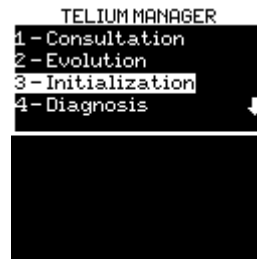 TELIUM MANAGER
1-Consultation
2-Evolution
3-Initialization
4-Diagnosis